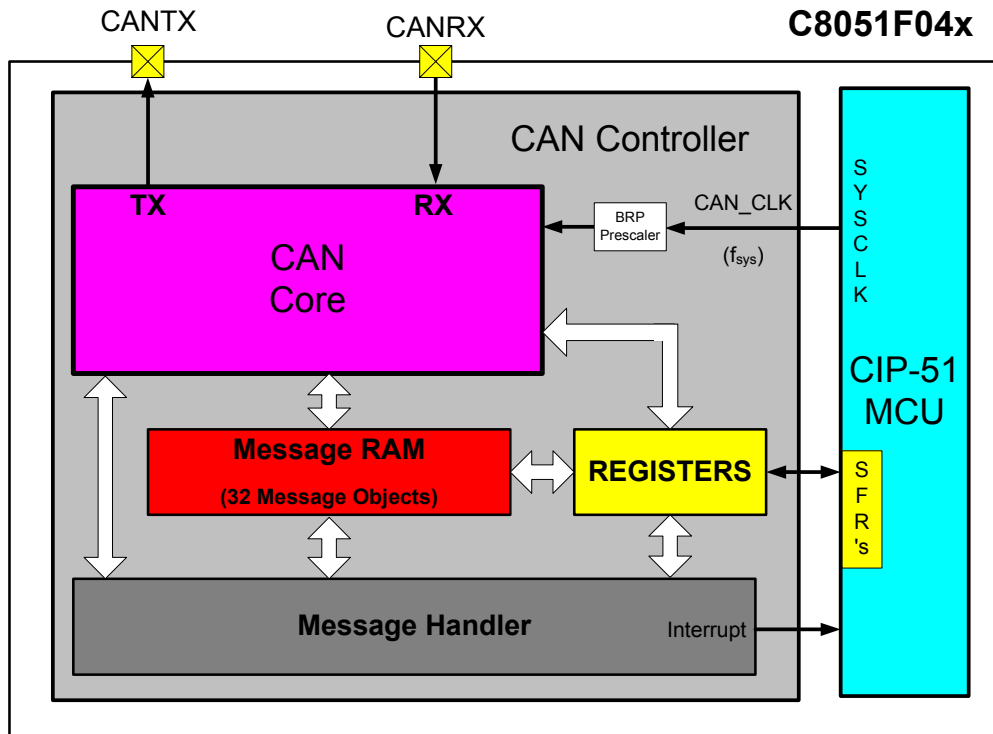 CANTX
CANRX
C8051F04x
CAN Controller
TX
RX
CAN
Core
BRP
Prescaler
CAN_CLK
(fsys)
S
Y
S
C
L
K
CIP-51
MCU
Message RAM
(32 Message Objects)
REGISTERS
S
F
R
's
Message Handler
Interrupt